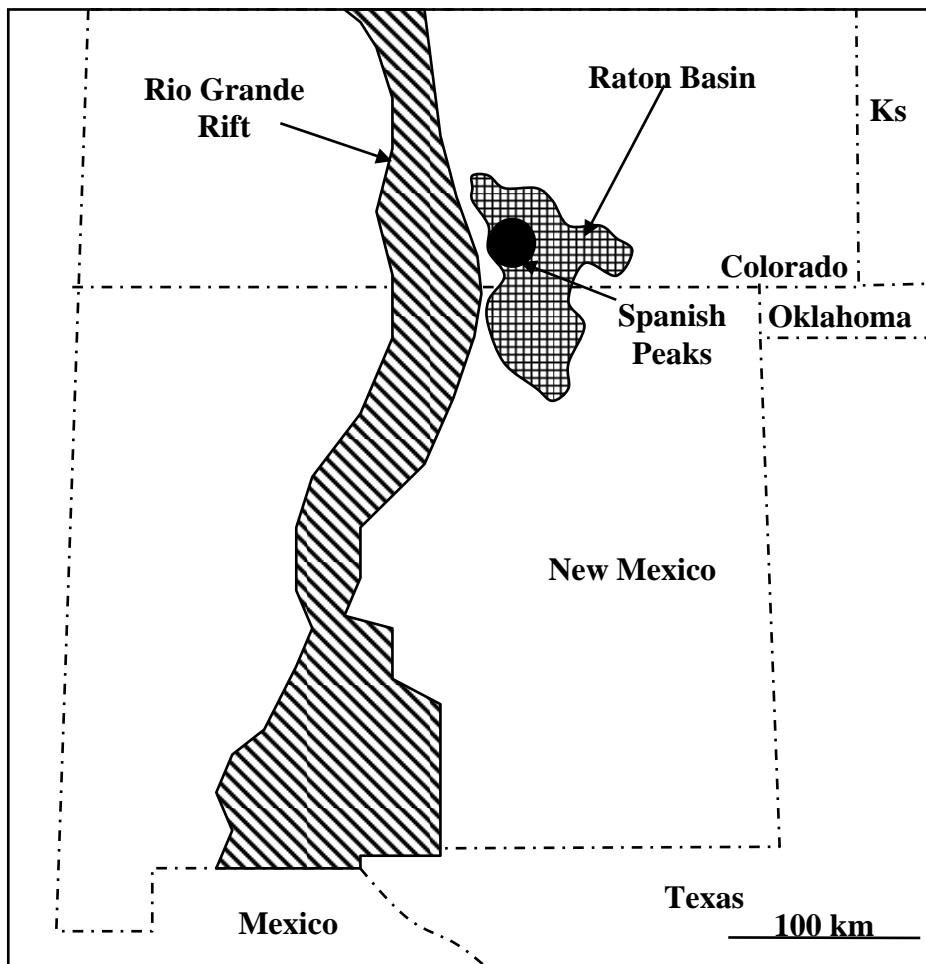 Rio Grande
Rift
Raton Basin
Ks
Colorado
Oklahoma
Spanish
Peaks
New Mexico
Texas
Mexico
100 km